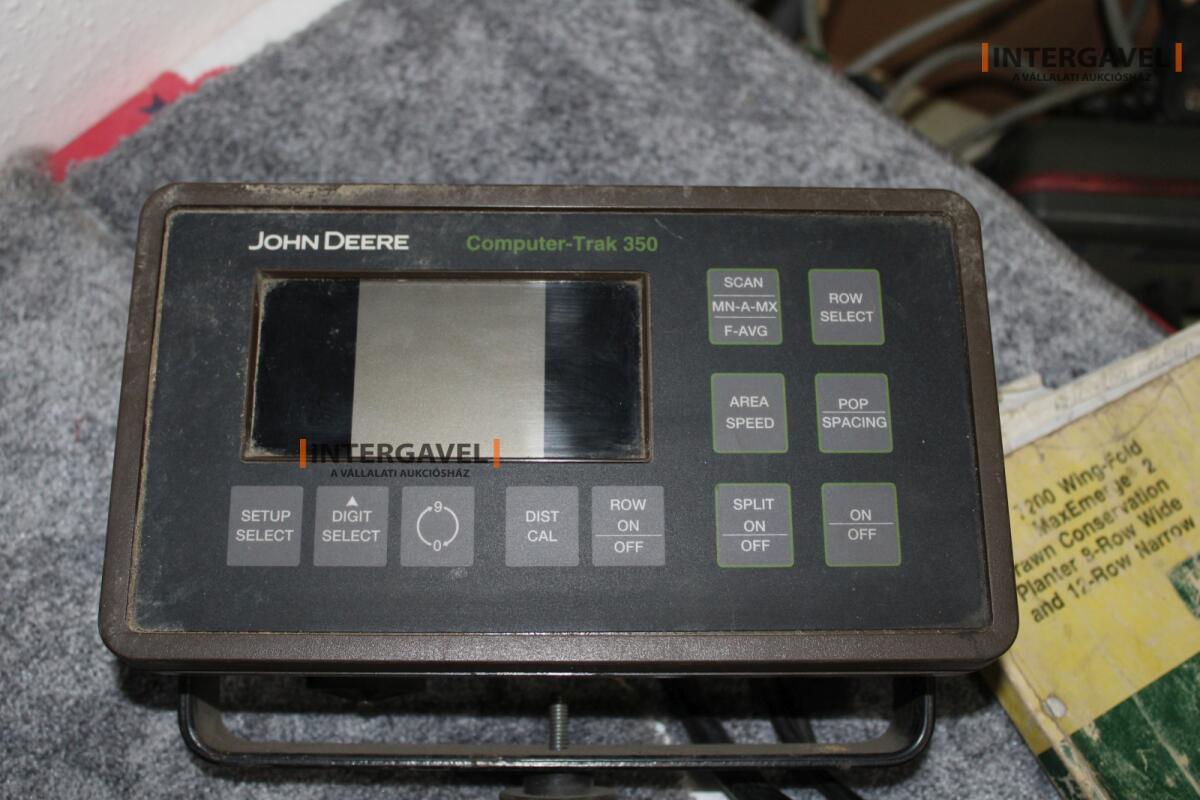 INTERGAVEL
A VÁLLALATI AUKCIÓSHÁZ
JOHN DEERE
Computer-Trak 350
SCAN
MN-A-MX
F-AVG
ROW
SELECT
AREA
SPEED
POP
SPACING
INTERGAVEL
A VÁLLALATI AUKCIÓSHÁZ
SETUP
SELECT
DIGIT
SELECT
9
0
DIST
CAL
ROW
ON
OFF
SPLIT
ON
OFF
ON
OFF
200 Wing-Fold
MaxEmerge® 2
rawn Conservation
Planter 8-Row Wide
and 12-Row Narrow